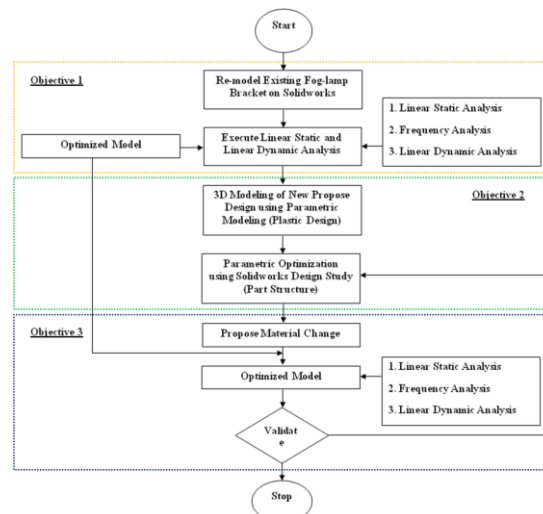 Start
Objective 1
Re-model Existing Fog-lamp
Bracket on Solidworks
1. Linear Static Analysis
2. Frequency Analysis
3. Linear Dynamic Analysis
Optimized Model
Execute Linear Static and
Linear Dynamic Analysis
3D Modeling of New Propose
Design using Parametric
Modeling (Plastic Design)
Objective 2
Parametric Optimization
using Solidworks Design Study
(Part Structure)
Objective 3
Propose Material Change
Optimized Model
1. Linear Static Analysis
2. Frequency Analysis
3. Linear Dynamic Analysis
Validat
e
Stop